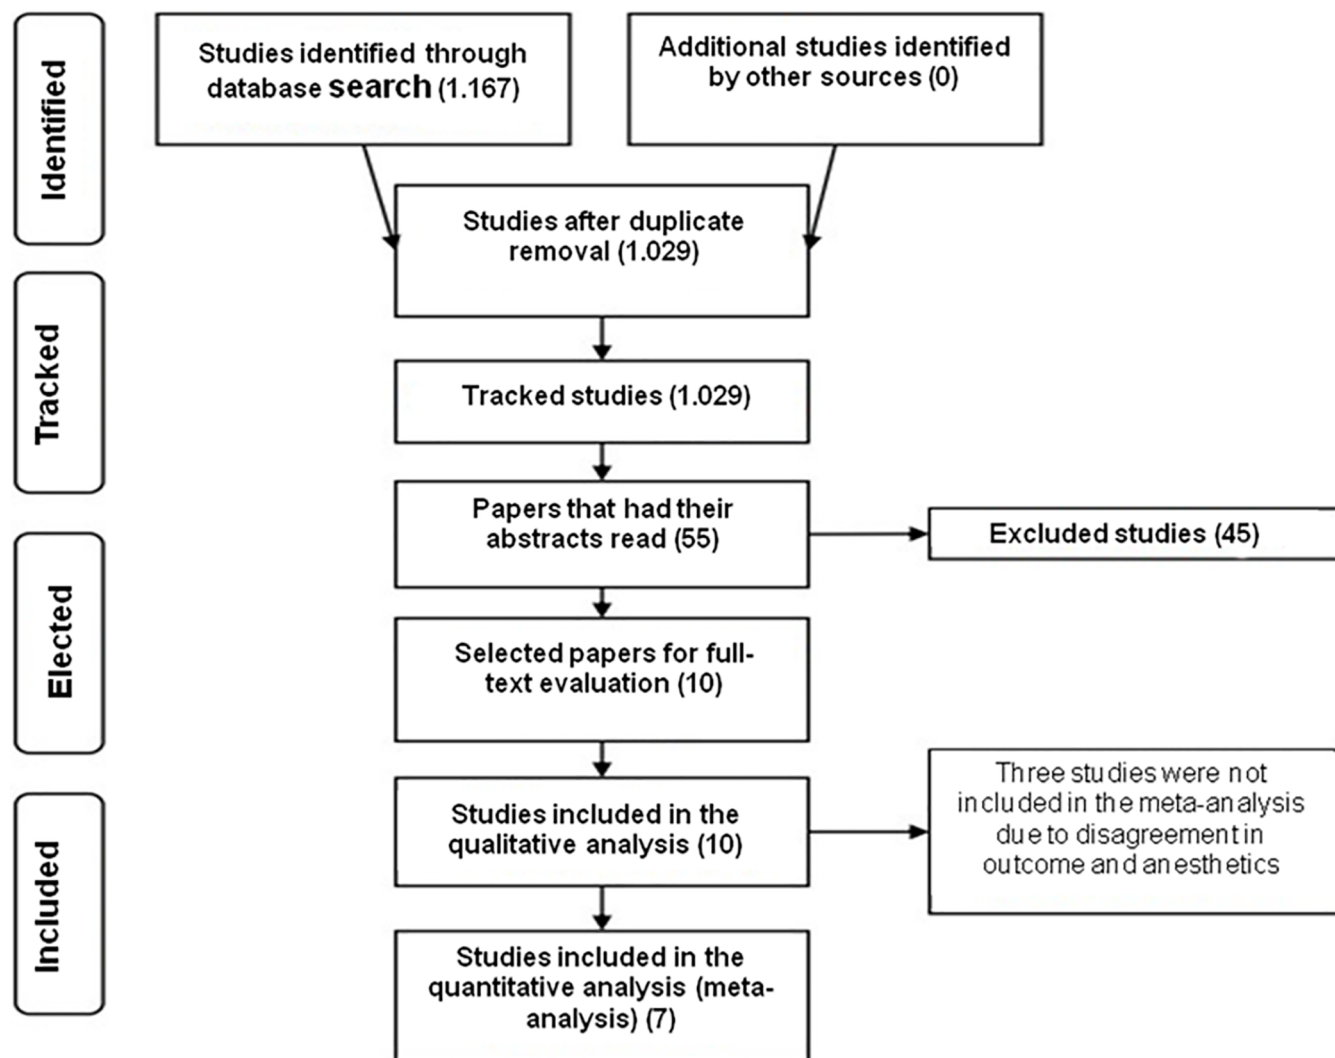 Identified
Studies identified through
database search (1.167)
Additional studies identified
by other sources (0)
Studies after duplicate
removal (1.029)
Tracked
Tracked studies (1.029)
Papers that had their
abstracts read (55)
Excluded studies (45)
Elected
Selected papers for full-
text evaluation (10)
Included
Studies included in the
qualitative analysis (10)
Three studies were not
included in the meta-analysis
due to disagreement in
outcome and anesthetics
Studies included in the
quantitative analysis (meta-
analysis) (7)